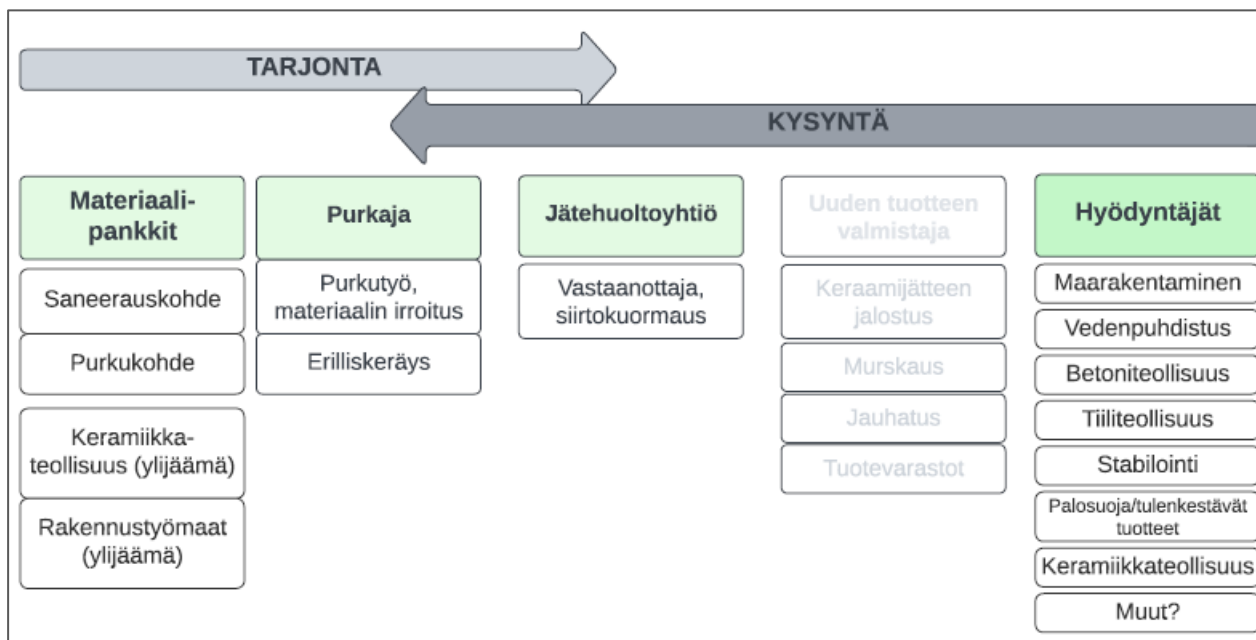 TARJONTA
KYSYNTÄ
Materiaali-
pankkit
Saneerauskohde
Purkukohde
Keramiikka-
teollisuus (ylijäämä)
Rakennustyömaat
(ylijäämä)
Purkaja
Purkutyö,
materiaalin irroitus
Erilliskeräys
Jätehuoltoyhtiö
Vastaanottaja,
siirtokuormaus
Uuden tuotteen
valmistaja
Keraamijätteen
jalostus
Murskaus
Jauhatus
Tuotevarastot
Hyödyntäjät
Maarakentaminen
Vedenpuhdistus
Betoniteollisuus
Tiiliteollisuus
Stabilointi
Palosuoja/tulenkestävät
tuotteet
Keramiikkateollisuus
Muut?